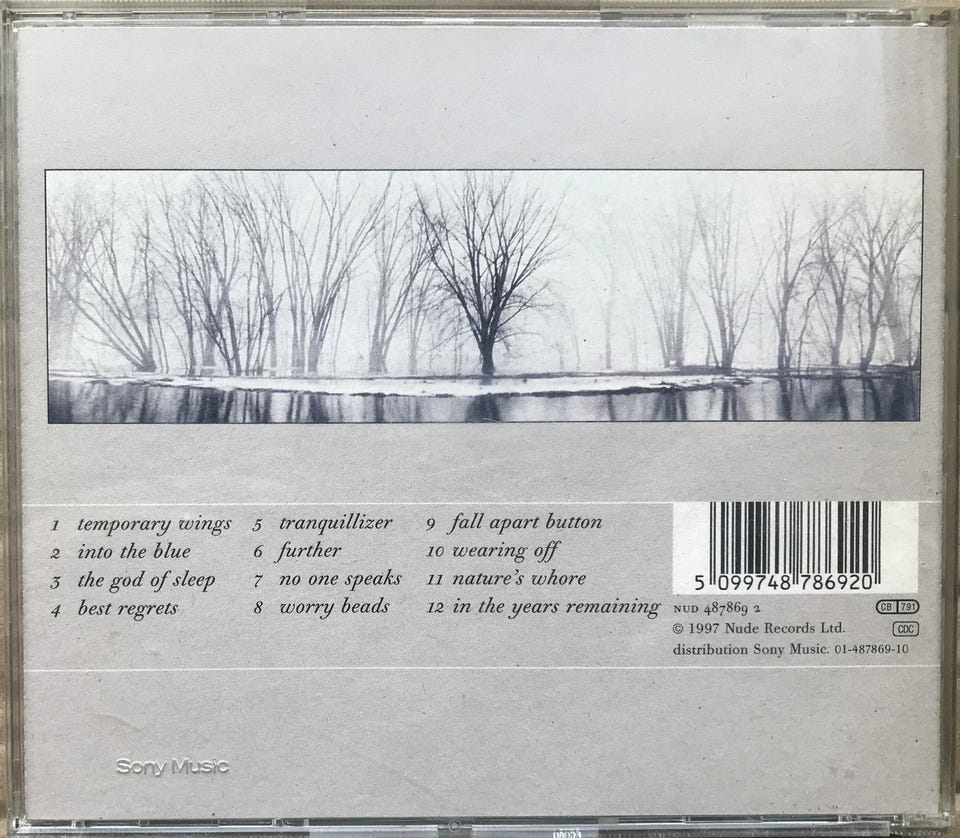 1 temporary wings
2 into the blue
3 the god of sleep
4 best regrets
5 tranquillizer
6 further
7 no one speaks
8 worry beads
9 fall apart button
10 wearing off
11 nature's whore
12 in the years remaining
5 099748 786920
NUD 487869 2
CB 791
© 1997 Nude Records Ltd.
CDC
distribution Sony Music. 01-487869-10
Sony Music